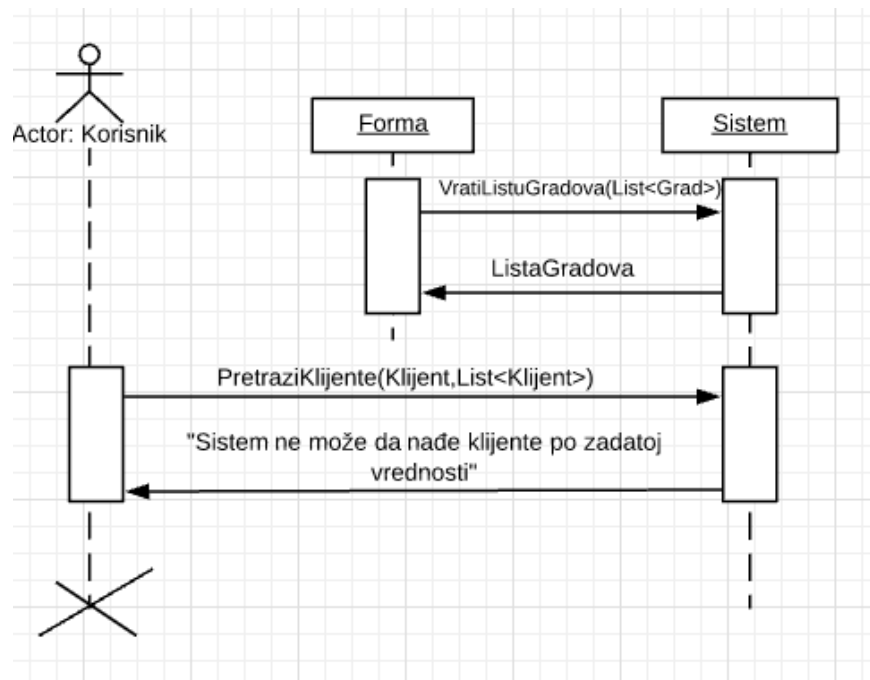 Actor: Korisnik
Forma
Sistem
VratiListuGradova(List<Grad>)
ListaGradova
PretraziKlijente(Klijent,List<Klijent>)
"Sistem ne može da nađe klijente po zadatoj
vrednosti"